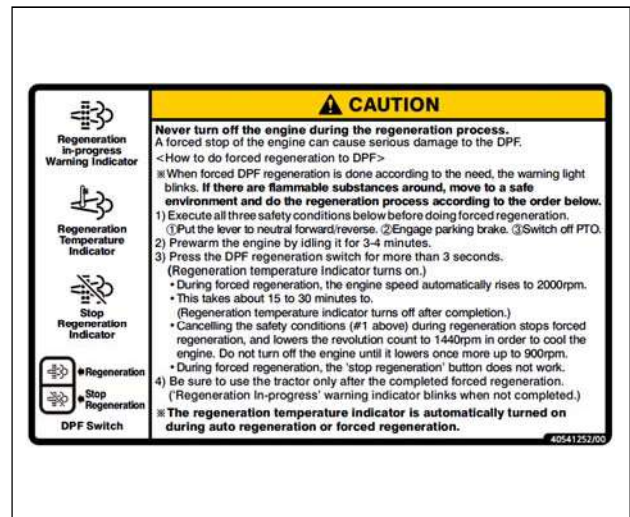 Regeneration
in-progress
Warning Indicator
Regeneration
Temperature
Indicator
Stop
Regeneration
Indicator
Regeneration
Stop
Regeneration
DPF Switch
CAUTION
Never turn off the engine during the regeneration process.
A forced stop of the engine can cause serious damage to the DPF.
<How to do forced regeneration to DPF>
※When forced DPF regeneration is done according to the need, the warning light
blinks. If there are flammable substances around, move to a safe
environment and do the regeneration process according to the order below.
1) Execute all three safety conditions below before doing forced regeneration.
①Put the lever to neutral forward/reverse. ②Engage parking brake. ③Switch off PTO.
2) Prewarm the engine by idling it for 3-4 minutes.
3) Press the DPF regeneration switch for more than 3 seconds.
(Regeneration temperature Indicator turns on.)
• During forced regeneration, the engine speed automatically rises to 2000rpm.
• This takes about 15 to 30 minutes to.
(Regeneration temperature indicator turns off after completion.)
• Cancelling the safety conditions (#1 above) during regeneration stops forced
regeneration, and lowers the revolution count to 1440rpm in order to cool the
engine. Do not turn off the engine until it lowers once more up to 900rpm.
• During forced regeneration, the 'stop regeneration' button does not work.
4) Be sure to use the tractor only after the completed forced regeneration.
('Regeneration In-progress' warning indicator blinks when not completed.)
※The regeneration temperature indicator is automatically turned on
during auto regeneration or forced regeneration.
40541252/00